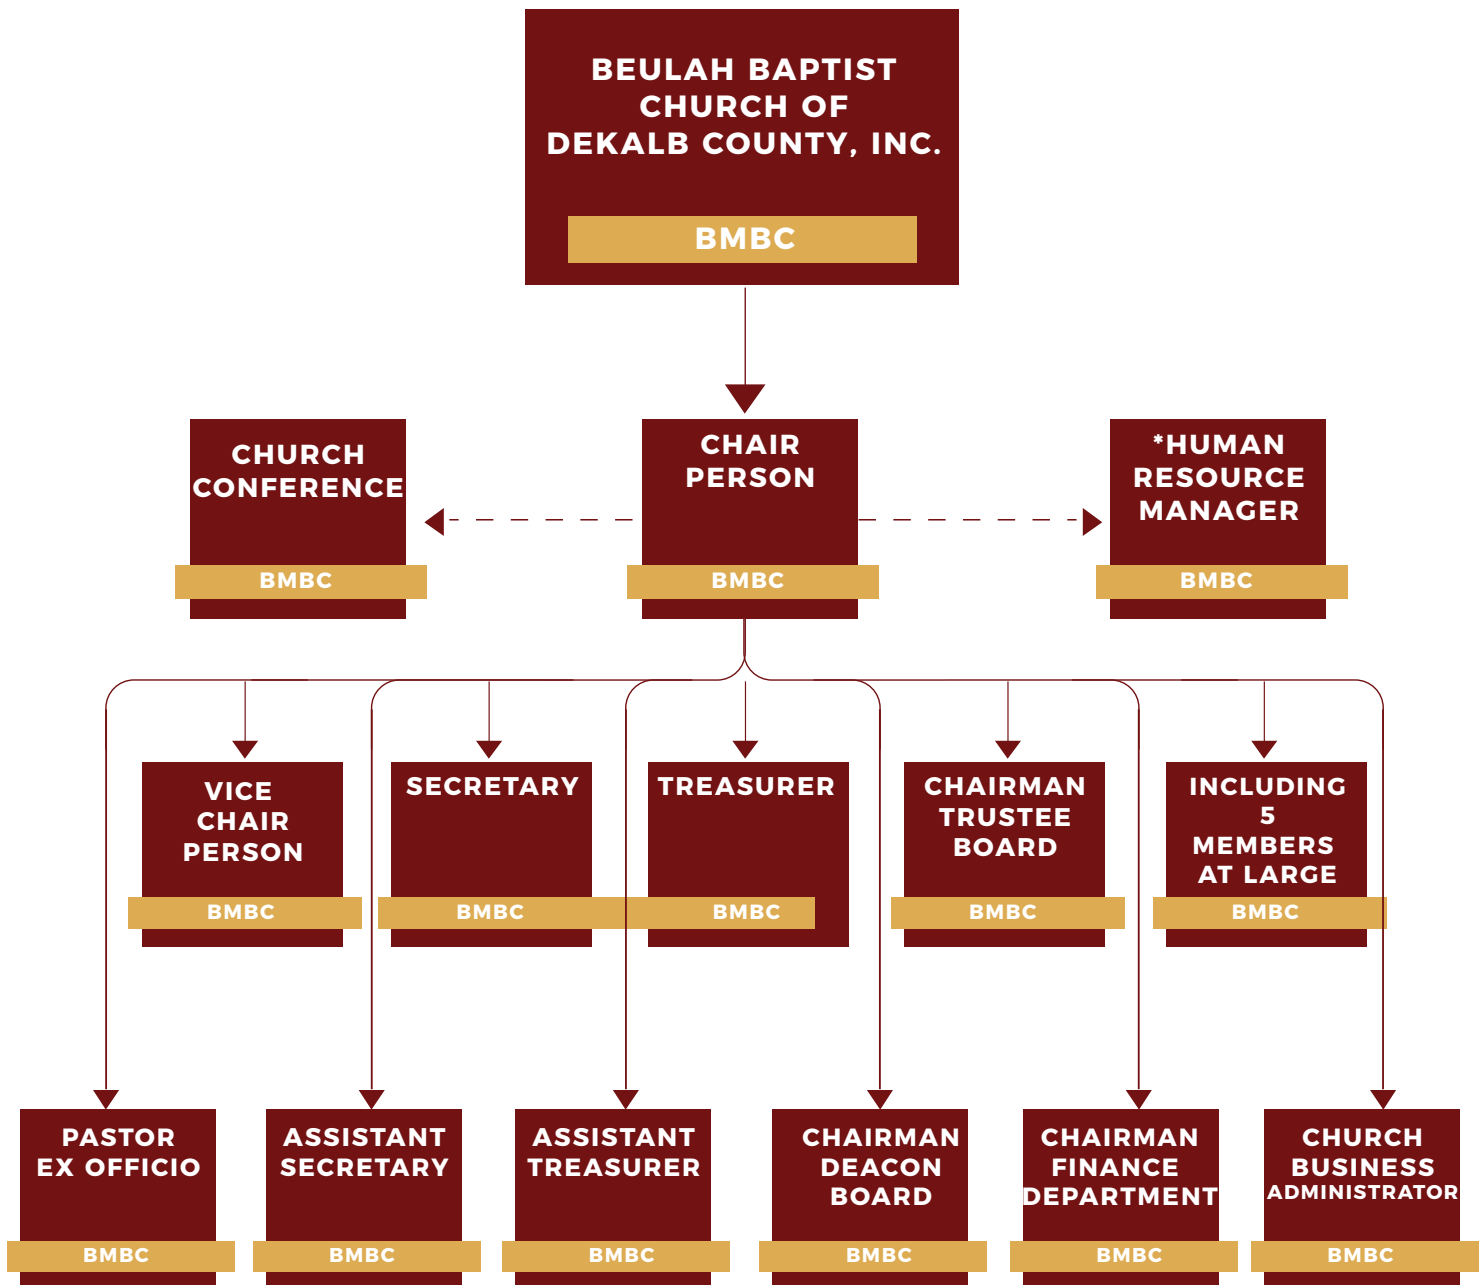 BEULAH BAPTIST
CHURCH OF
DEKALB COUNTY, INC.
BMBC
CHURCH
CONFERENCE
BMBC
CHAIR
PERSON
BMBC
*HUMAN
RESOURCE
MANAGER
BMBC
VICE
CHAIR
PERSON
BMBC
SECRETARY
BMBC
TREASURER
BMBC
CHAIRMAN
TRUSTEE
BOARD
BMBC
INCLUDING
5
MEMBERS
AT LARGE
BMBC
PASTOR
EX OFFICIO
BMBC
ASSISTANT
SECRETARY
BMBC
ASSISTANT
TREASURER
BMBC
CHAIRMAN
DEACON
BOARD
BMBC
CHAIRMAN
FINANCE
DEPARTMENT
BMBC
CHURCH
BUSINESS
ADMINISTRATOR
BMBC